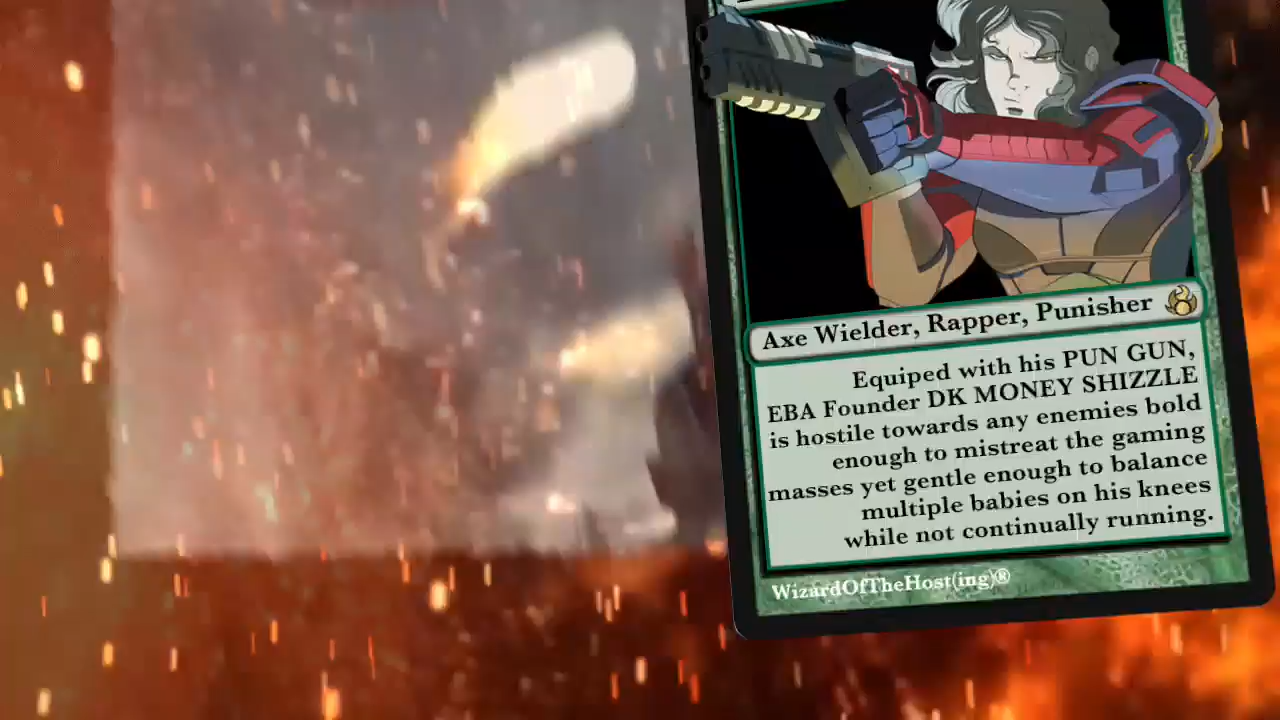 Axe Wielder, Rapper, Punisher
Equiped with his PUN GUN,
EBA Founder DK MONEY SHIZZLE
is hostile towards any enemies bold
enough to mistreat the gaming
masses yet gentle enough to balance
multiple babies on his knees
while not continually running.
WizardOfTheHost(ing)®